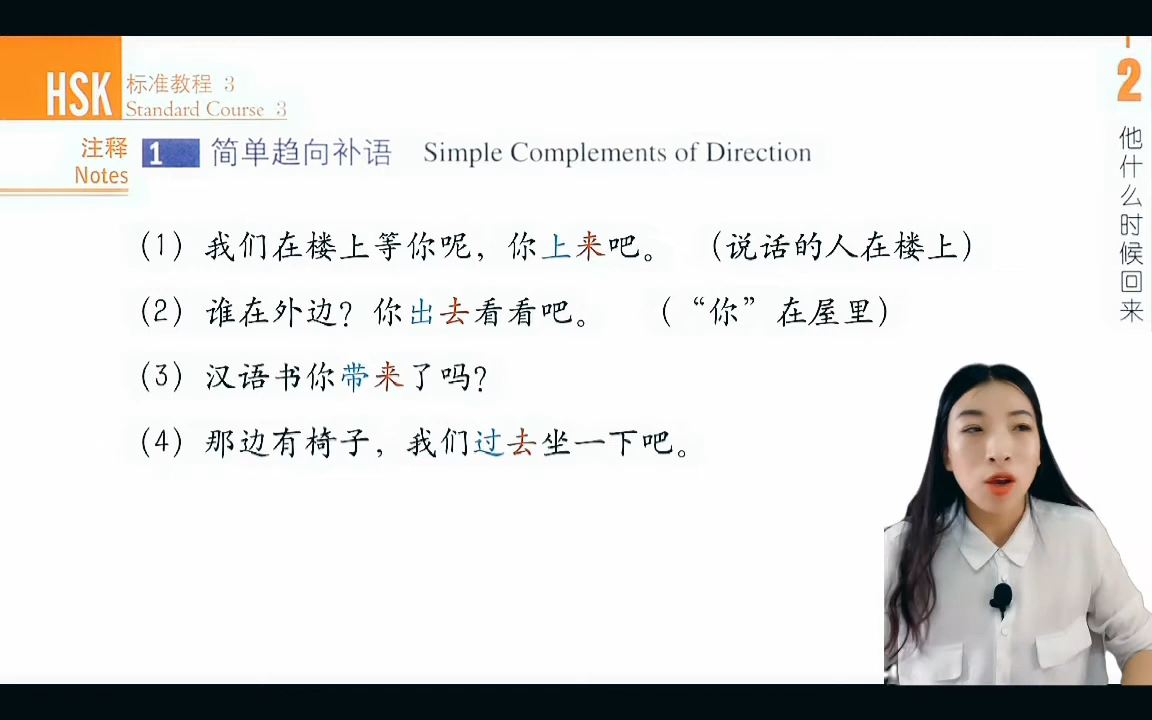 HSK
标准教程 3
Standard Course 3
注释
Notes
1 简单趋向补语 Simple Complements of Direction
（1）我们在楼上等你呢，你上来吧。 （说话的人在楼上）
（2）谁在外边？你出去看看吧。 （“你”在屋里）
（3）汉语书你带来了吗？
（4）那边有椅子，我们过去坐一下吧。
2
他什么时候回来